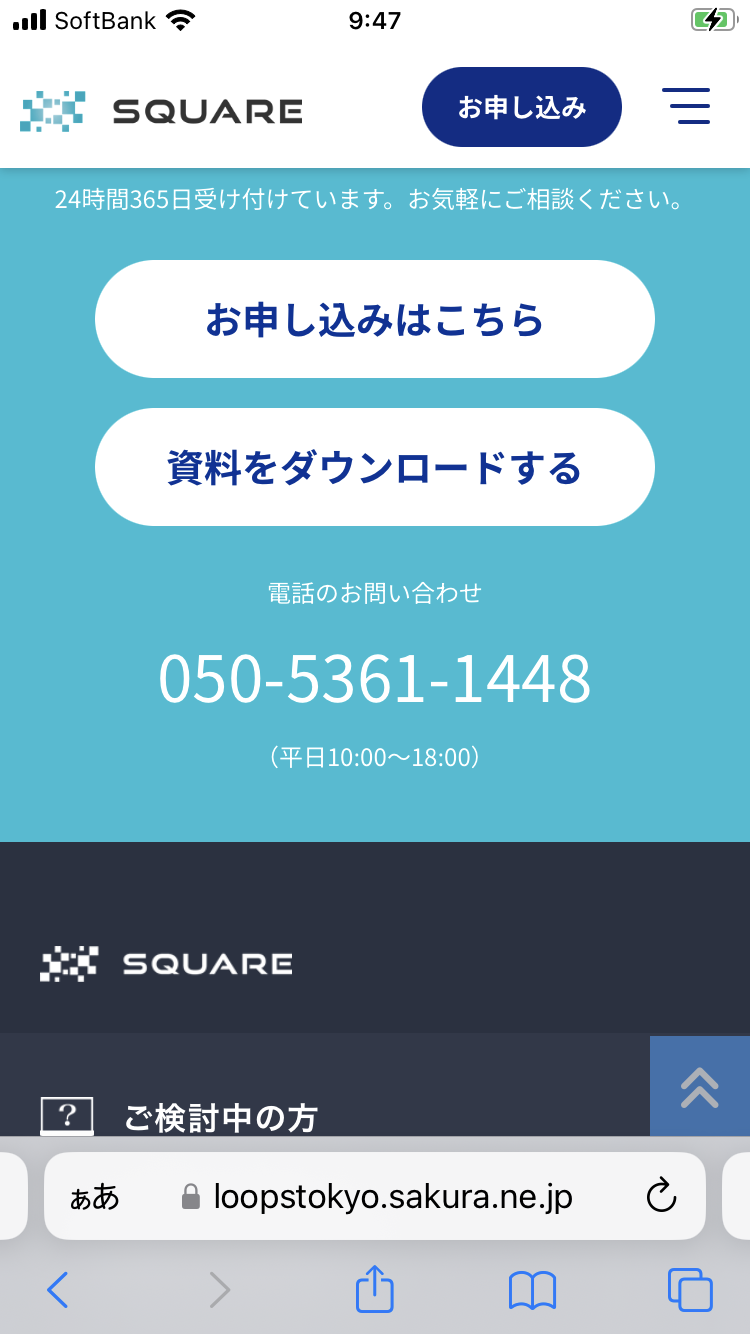 SoftBank 9:47
SQUARE お申し込み
24時間365日受け付けています。お気軽にご相談ください。
お申し込みはこちら
資料をダウンロードする
電話のお問い合わせ
050-5361-1448
（平日10:00〜18:00）
SQUARE
? ご検討中の方
ぁあ loopstokyo.sakura.ne.jp